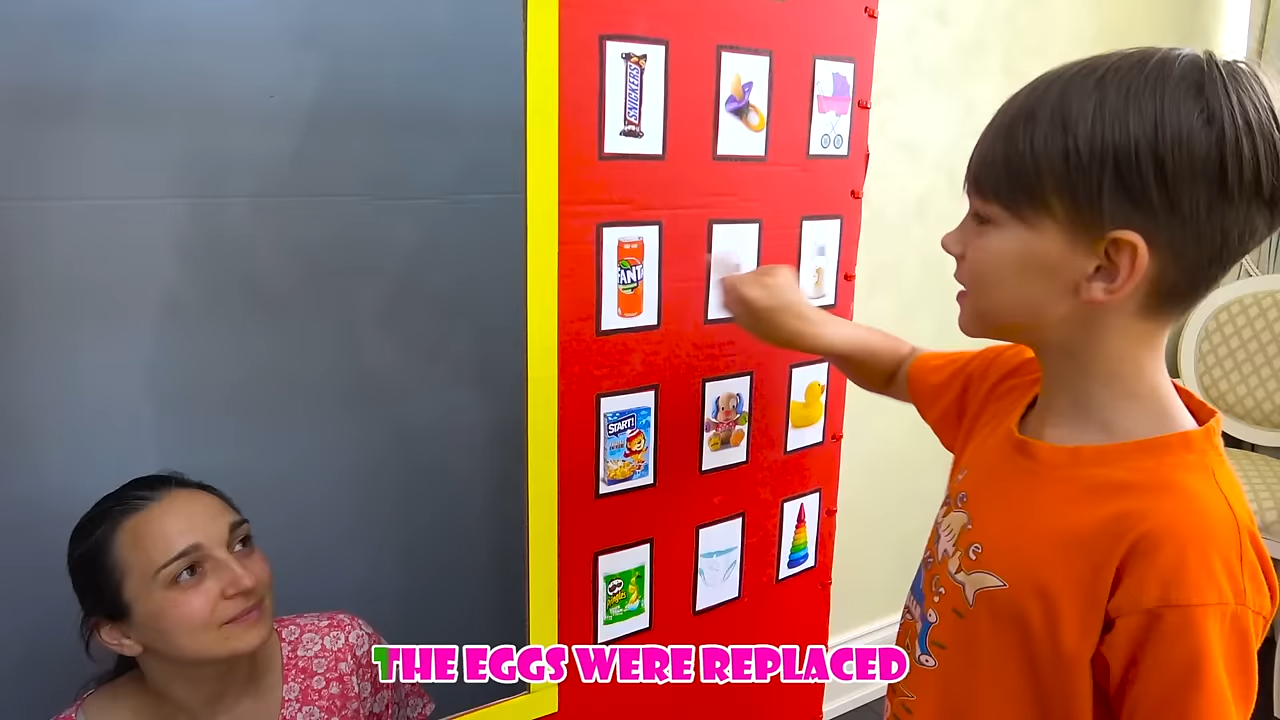 SNICKERS
FANTA
START!
Pringles
THE EGGS WERE REPLACED